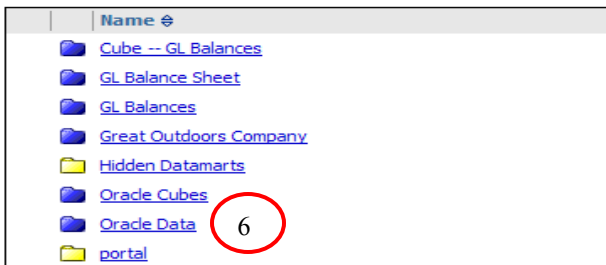 Name
Cube -- GL Balances
GL Balance Sheet
GL Balances
Great Outdoors Company
Hidden Datamarts
Oracle Cubes
Oracle Data 6
portal